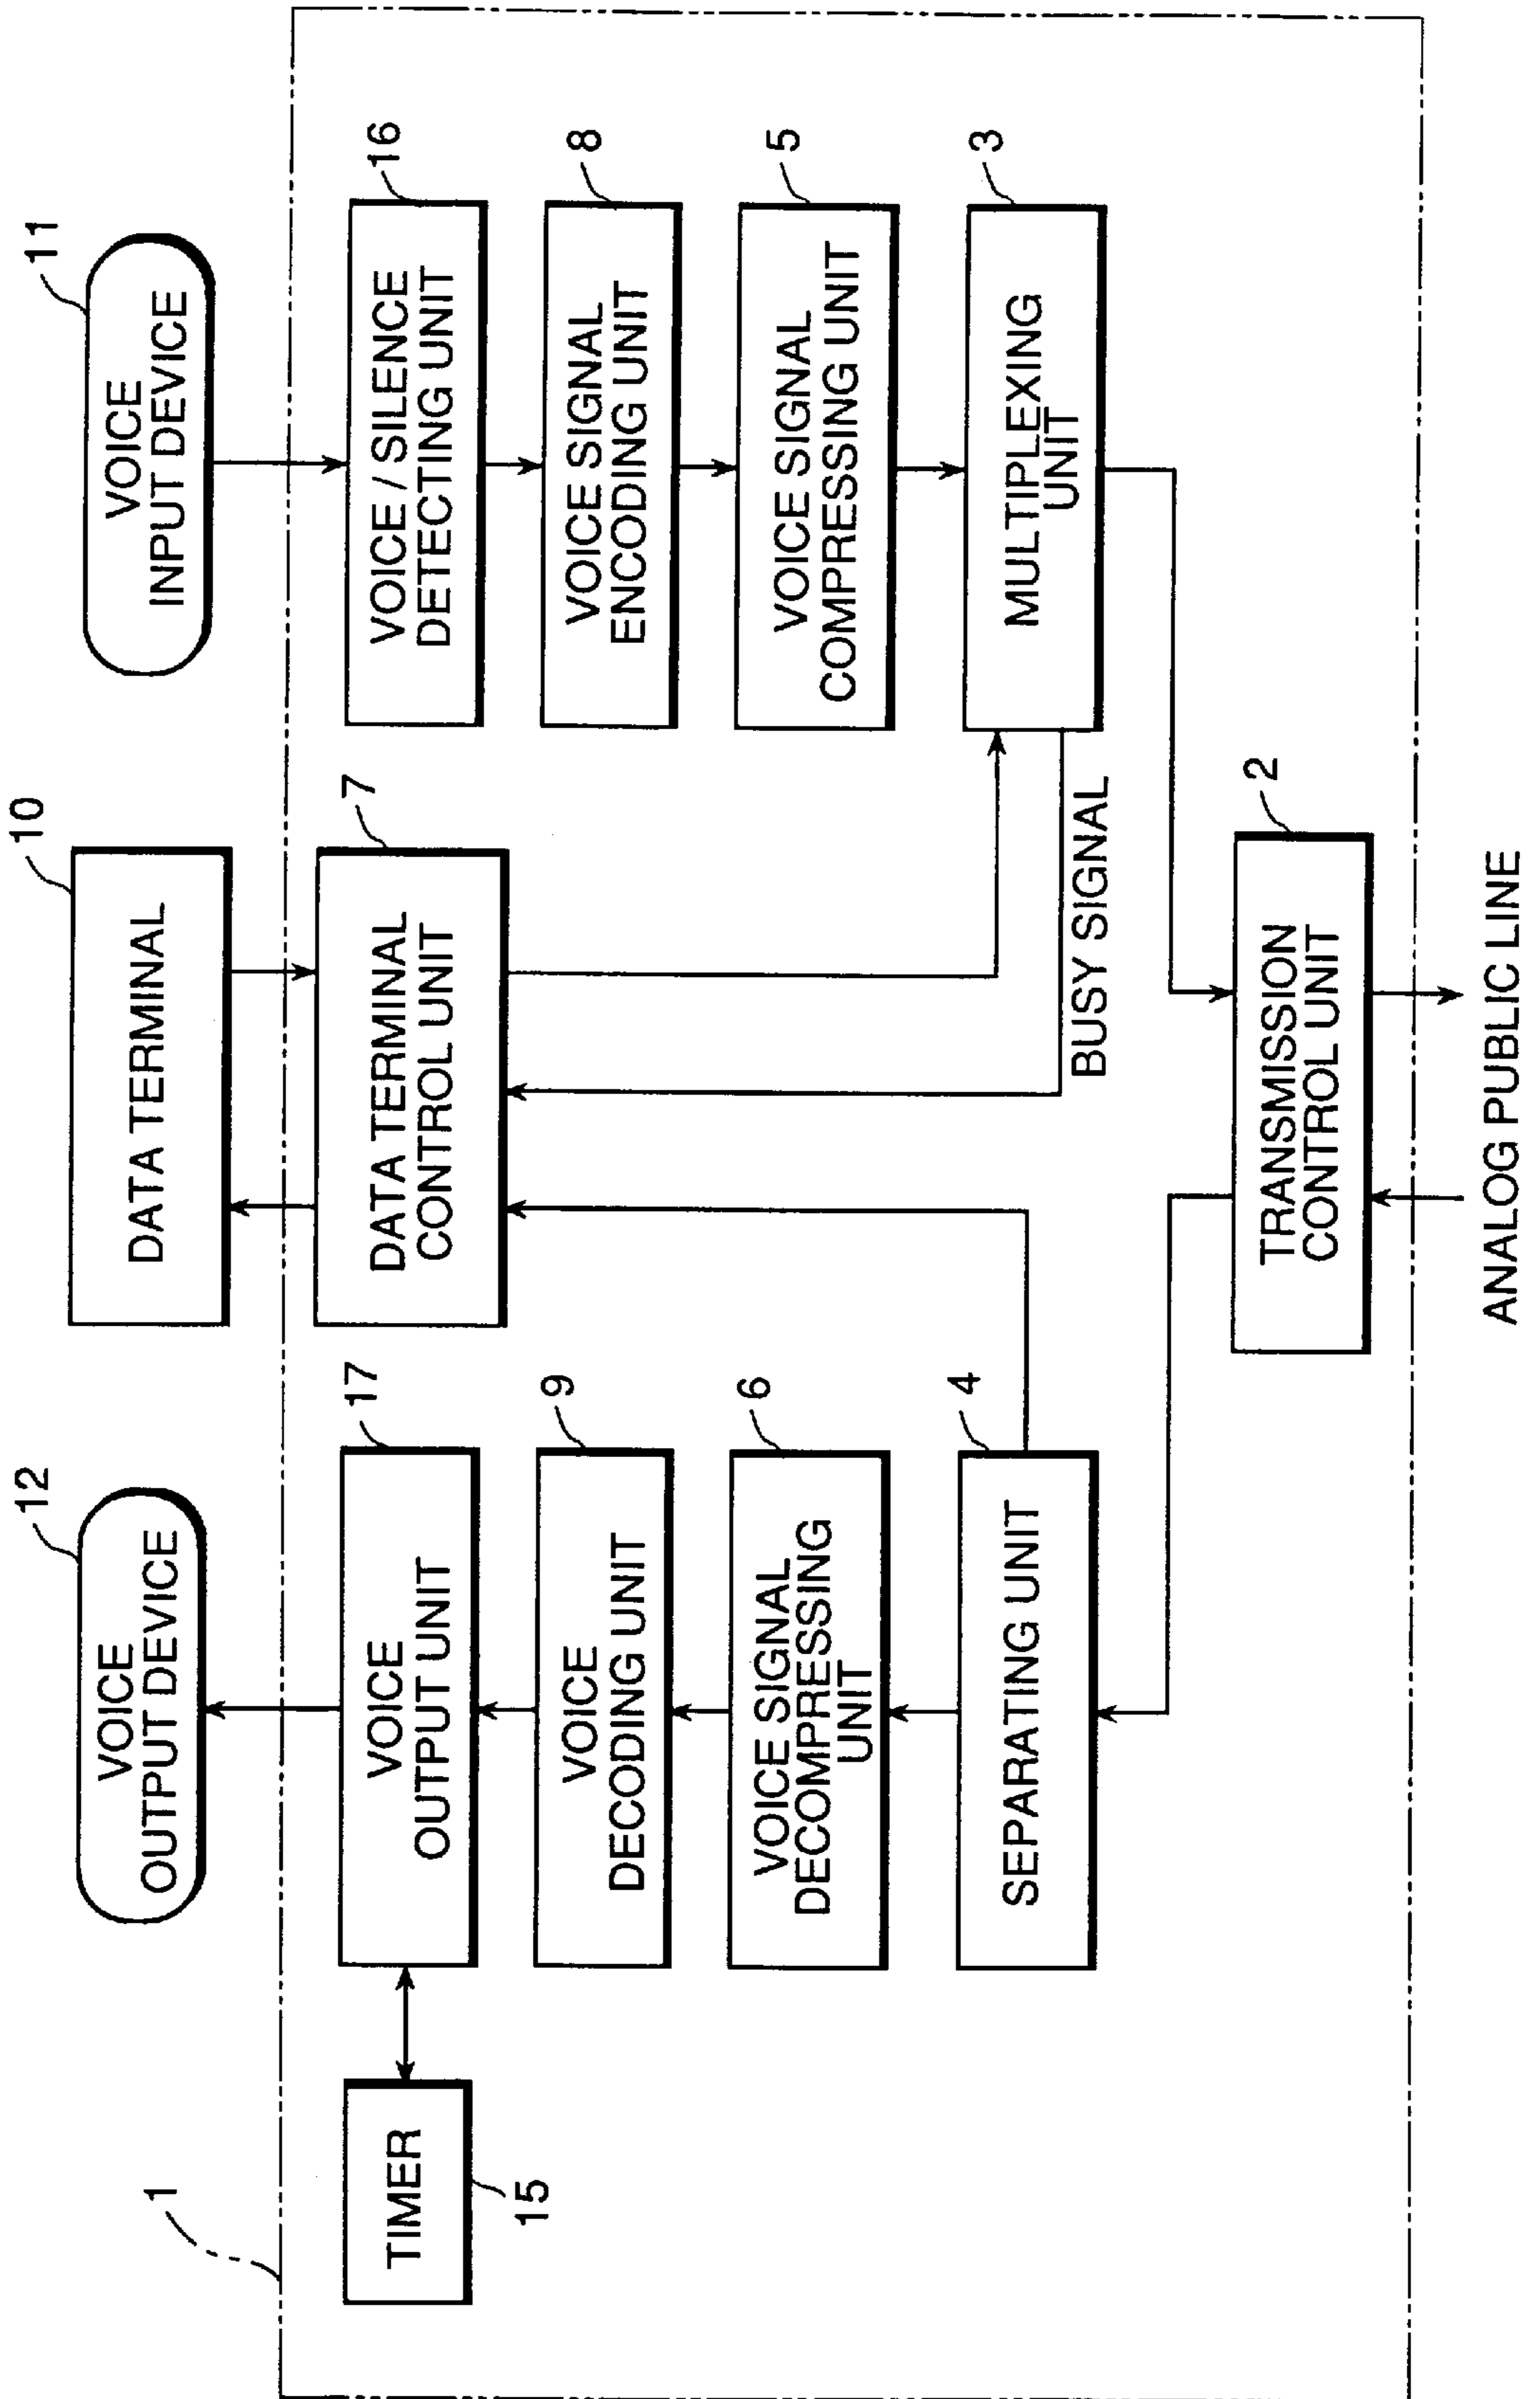 1
12
VOICE
OUTPUT DEVICE
10
DATA TERMINAL
11
VOICE
INPUT DEVICE
TIMER
15
17
VOICE
OUTPUT UNIT
7
DATA TERMINAL
CONTROL UNIT
16
VOICE / SILENCE
DETECTING UNIT
9
VOICE
DECODING UNIT
8
VOICE SIGNAL
ENCODING UNIT
6
VOICE SIGNAL
DECOMPRESSING
UNIT
5
VOICE SIGNAL
COMPRESSING UNIT
4
SEPARATING UNIT
3
MULTIPLEXING
UNIT
BUSY SIGNAL
2
TRANSMISSION
CONTROL UNIT
ANALOG PUBLIC LINE